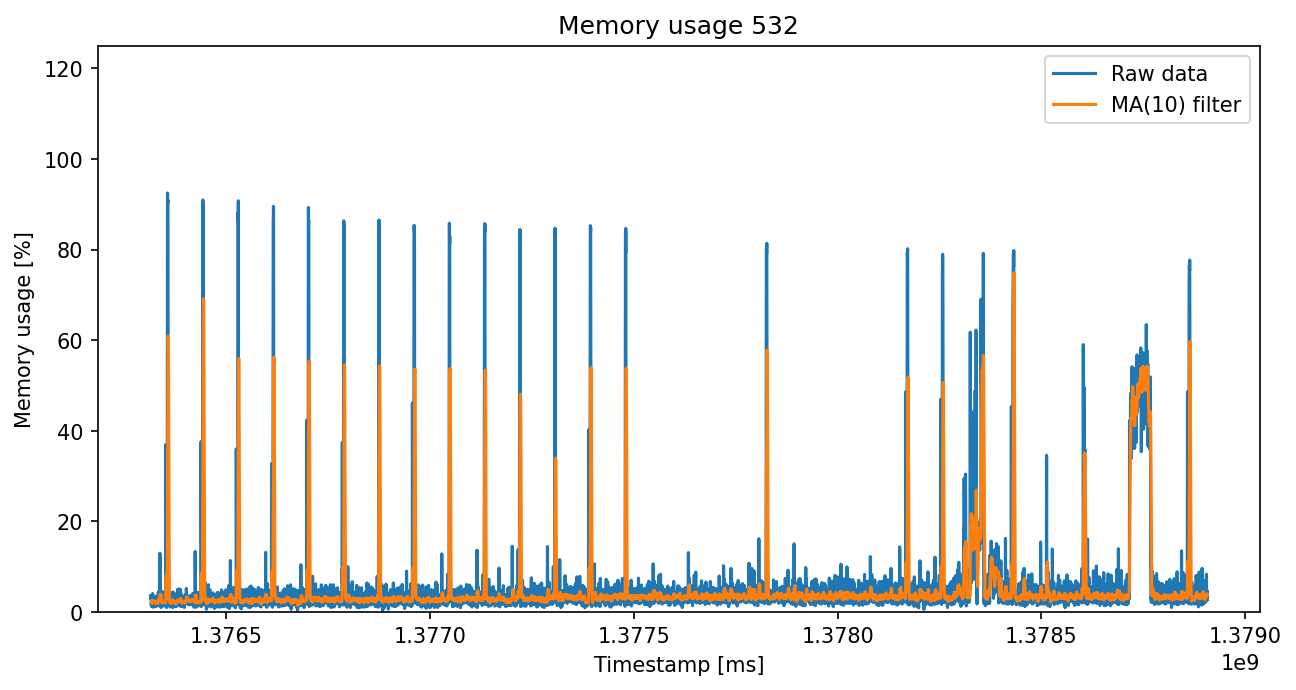 Memory usage 532
Raw data
MA(10) filter
Memory usage [%]
120
100
80
60
40
20
0
1.3765 1.3770 1.3775 1.3780 1.3785 1.3790
1e9
Timestamp [ms]